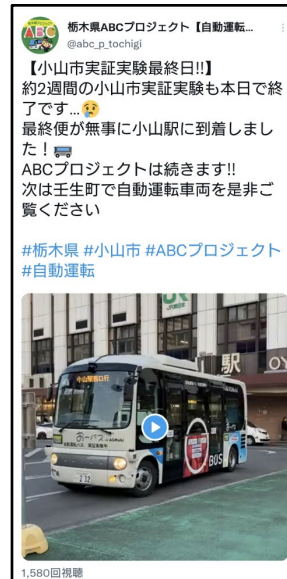 栃木県ABCプロジェクト【自動運転...
@abc_p_tochigi
【小山市実証実験最終日!!】
約2週間の小山市実証実験も本日で終
了です...😢
最終便が無事に小山駅に到着しまし
た！🚌
ABCプロジェクトは続きます!!
次は壬生町で自動運転車両を是非ご
覧ください
#栃木県 #小山市 #ABCプロジェクト
#自動運転
JR
駅 OY
小山駅西口行
おーバス
BUS
232
1,580回視聴